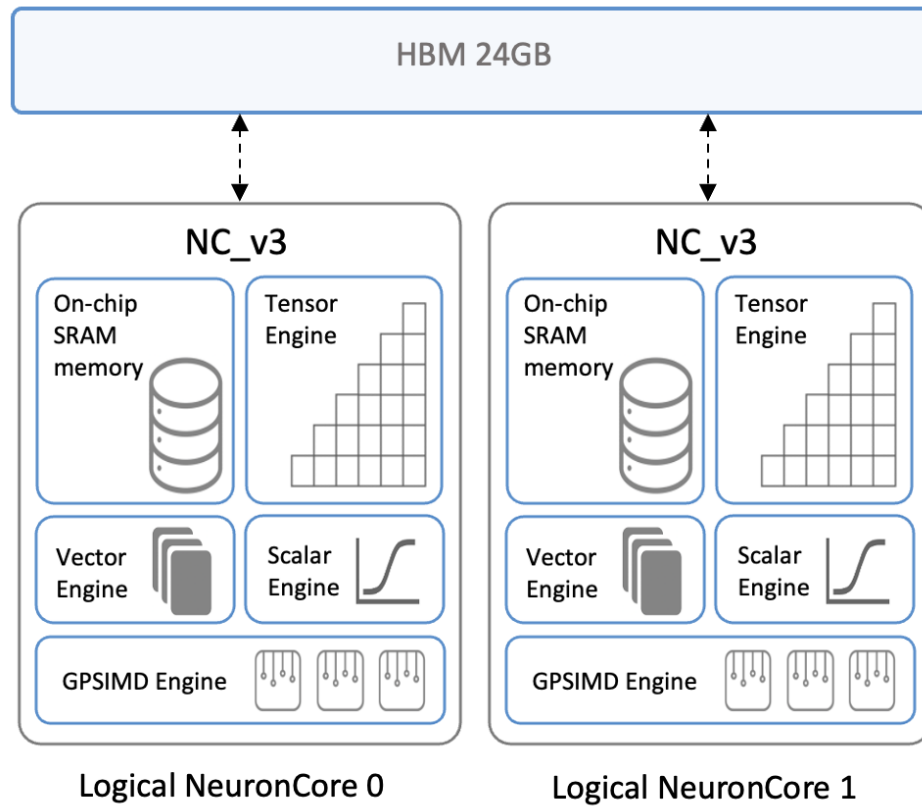 HBM 24GB
NC_v3
On-chip
SRAM
memory
Tensor
Engine
Vector
Engine
Scalar
Engine
GPSIMD Engine
Logical NeuronCore 0
NC_v3
On-chip
SRAM
memory
Tensor
Engine
Vector
Engine
Scalar
Engine
GPSIMD Engine
Logical NeuronCore 1